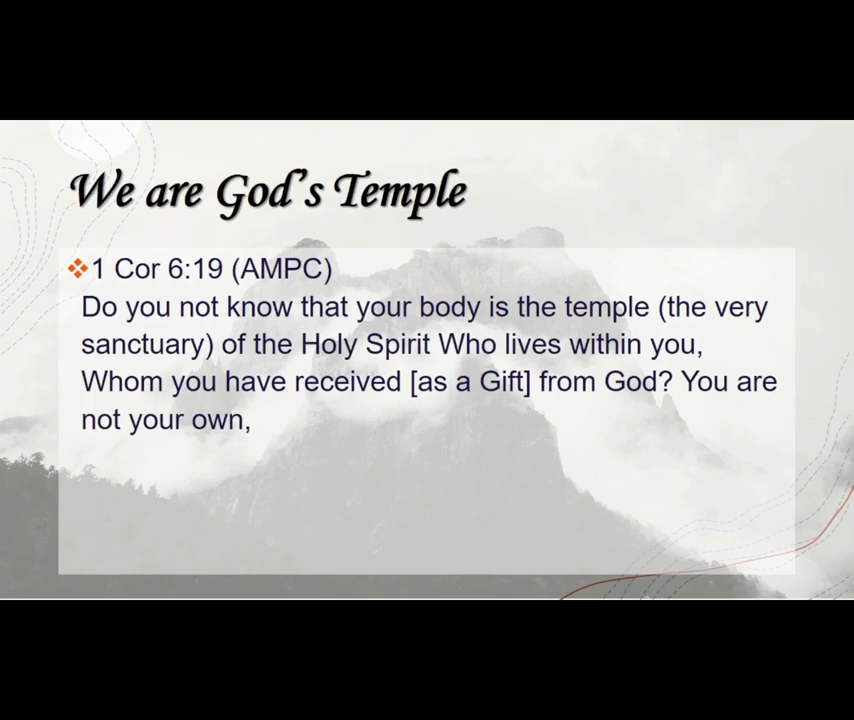 We are God's Temple
❖1 Cor 6:19 (AMPC)
Do you not know that your body is the temple (the very
sanctuary) of the Holy Spirit Who lives within you,
Whom you have received [as a Gift] from God? You are
not your own,